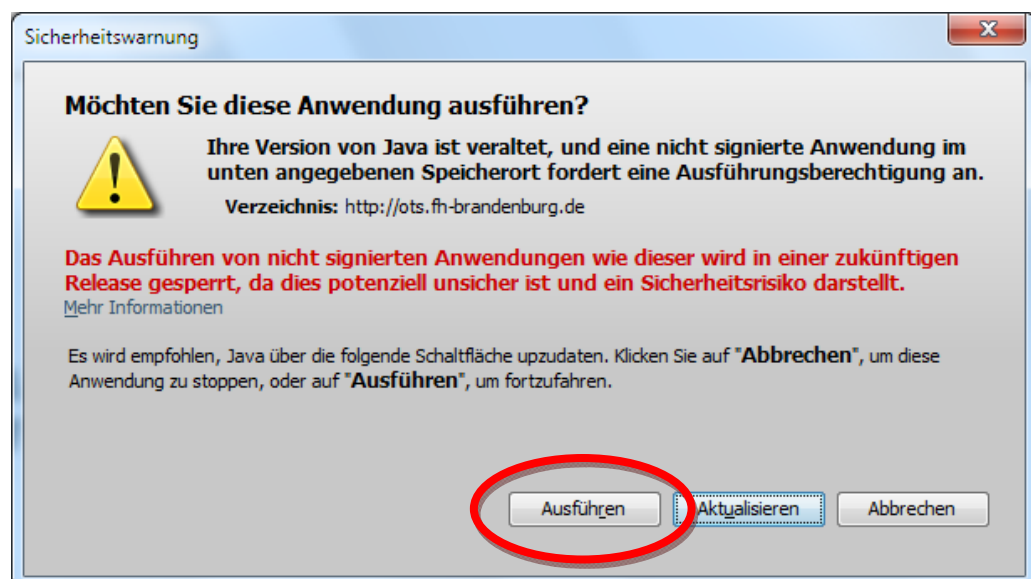 Sicherheitswarnung
Möchten Sie diese Anwendung ausführen?
Ihre Version von Java ist veraltet, und eine nicht signierte Anwendung im
unten angegebenen Speicherort fordert eine Ausführungsberechtigung an.
Verzeichnis: http://ots.fh-brandenburg.de
Das Ausführen von nicht signierten Anwendungen wie dieser wird in einer zukünftigen
Release gesperrt, da dies potenziell unsicher ist und ein Sicherheitsrisiko darstellt.
Mehr Informationen
Es wird empfohlen, Java über die folgende Schaltfläche upzudaten. Klicken Sie auf "Abbrechen", um diese
Anwendung zu stoppen, oder auf "Ausführen", um fortzufahren.
Ausführen Aktualisieren Abbrechen